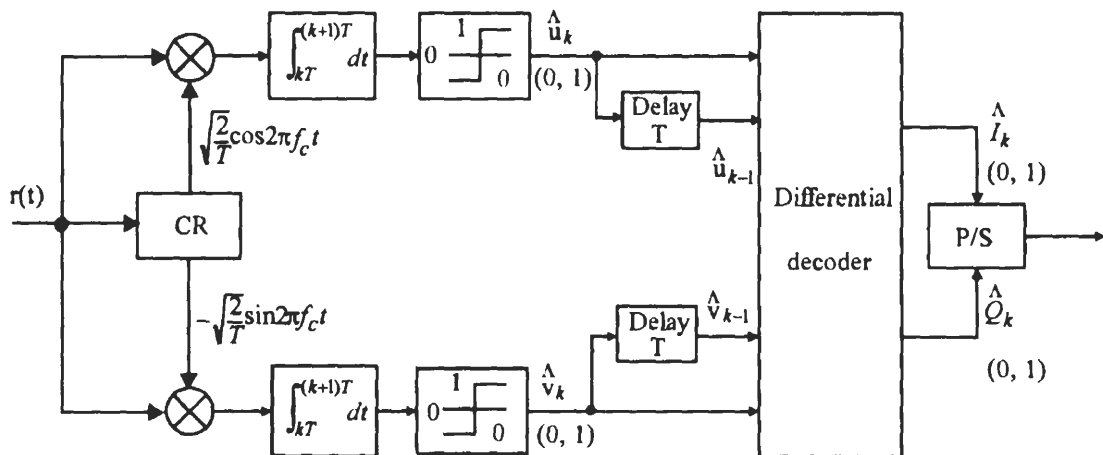 ∫_{kT}^{(k+1)T} dt
1
0
0
û_k
(0, 1)
Delay
T
û_{k–1}
√(2/T) cos2πf_c t
r(t)
CR
–√(2/T) sin2πf_c t
∫_{kT}^{(k+1)T} dt
1
0
0
v̂_k
(0, 1)
Delay
T
v̂_{k–1}
Differential
decoder
Î_k
(0, 1)
P/S
Q̂_k
(0, 1)